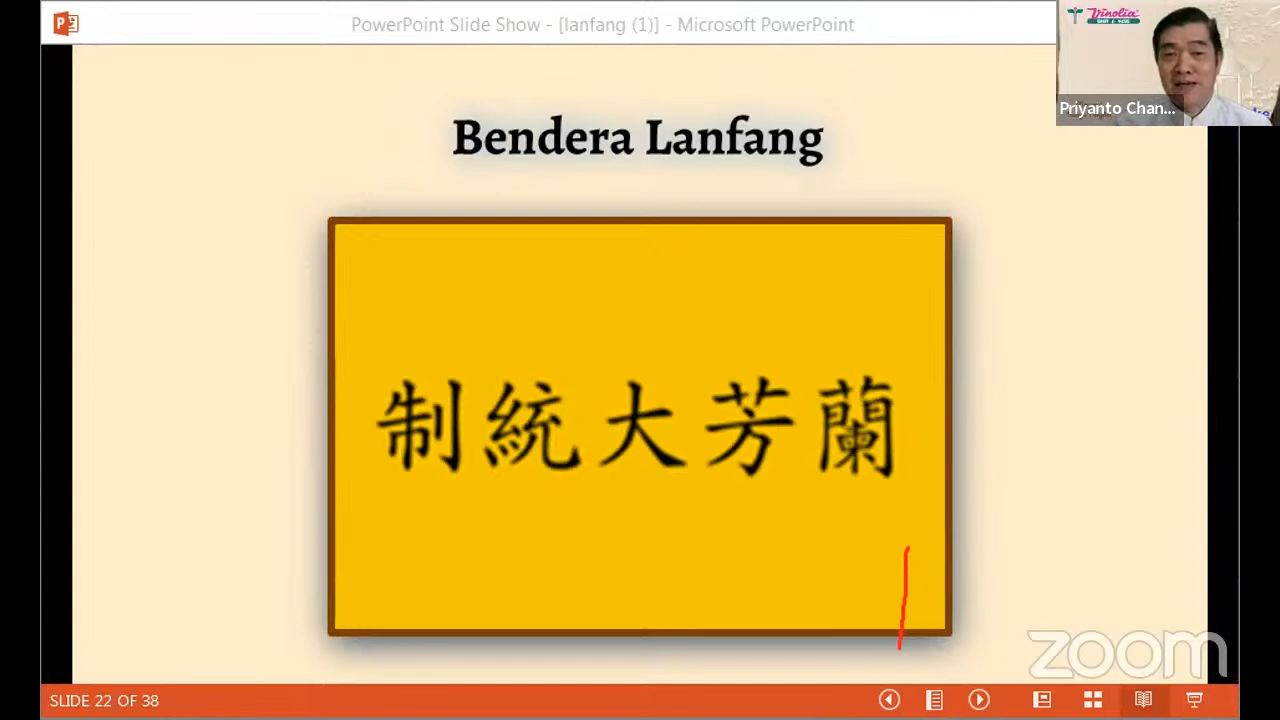 PowerPoint Slide Show - [lanfang (1)] - Microsoft PowerPoint
Vinolia
Priyanto Chan...
Bendera Lanfang
制統大芳蘭
zoom
SLIDE 22 OF 38